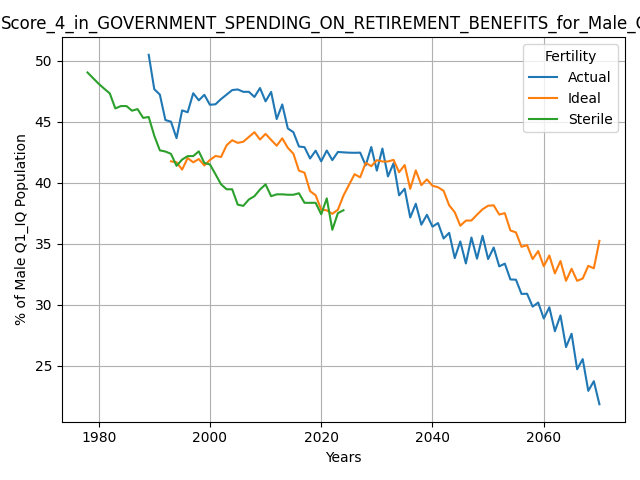 Score_4_in_GOVERNMENT_SPENDING_ON_RETIREMENT_BENEFITS_for_Male_
Fertility
Actual
Ideal
Sterile
% of Male Q1_IQ Population
50
45
40
35
30
25
1980
2000
2020
2040
2060
Years